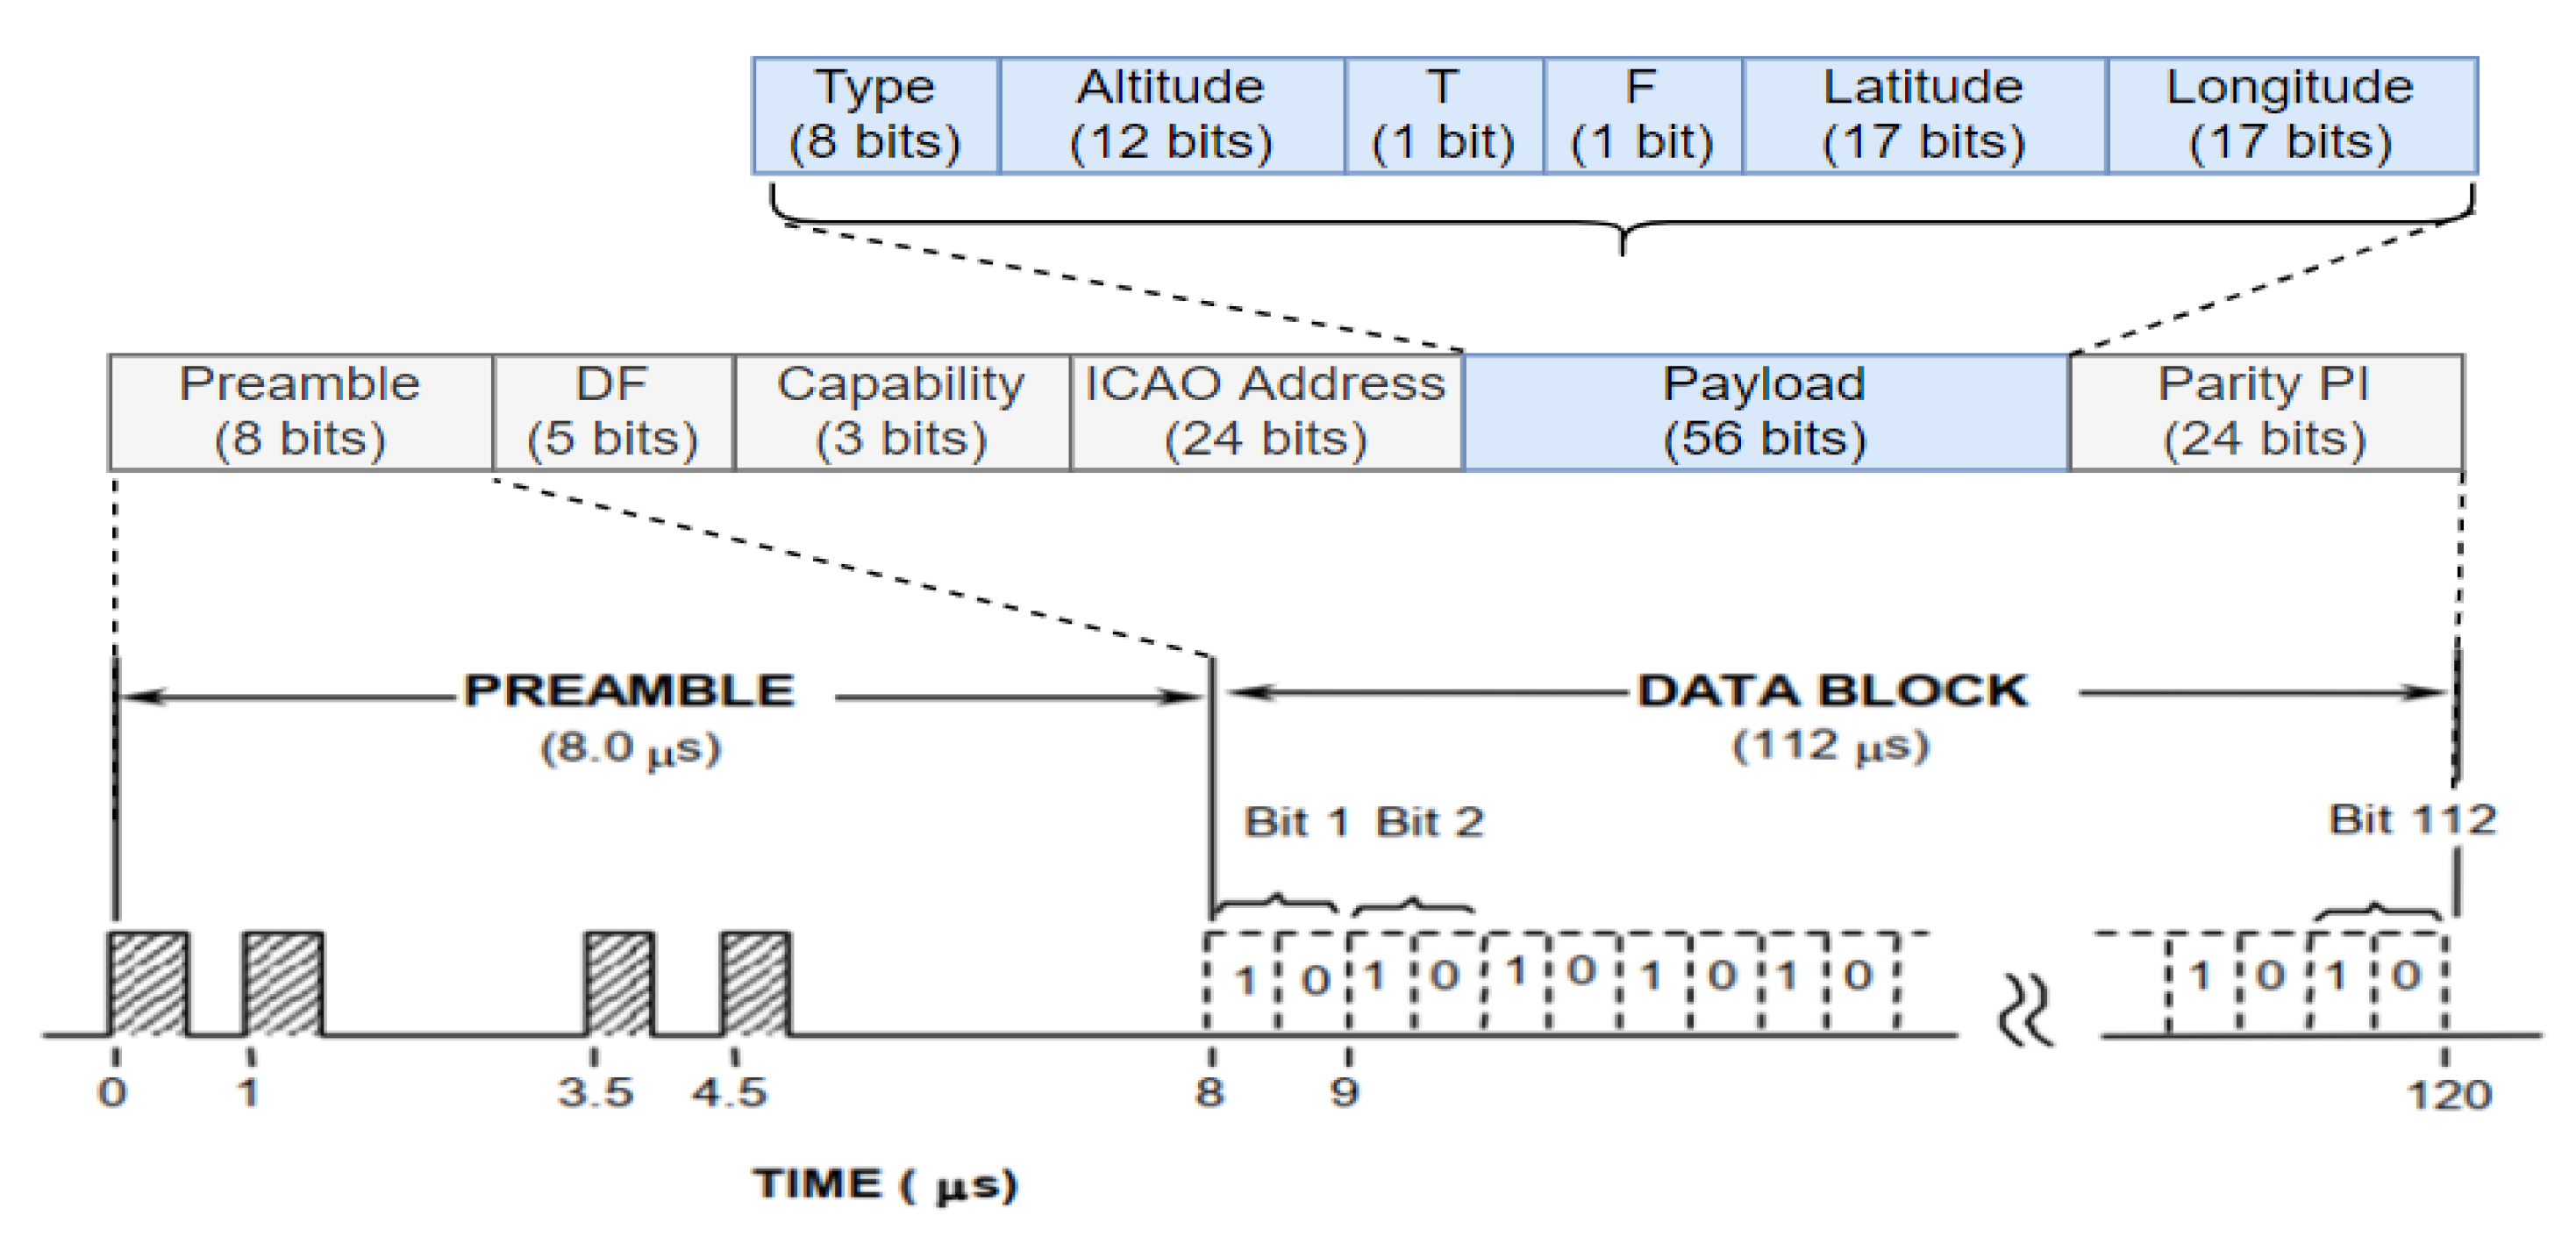 Type Altitude T F Latitude Longitude
(8 bits) (12 bits) (1 bit) (1 bit) (17 bits) (17 bits)
Preamble DF Capability ICAO Address Payload Parity PI
(8 bits) (5 bits) (3 bits) (24 bits) (56 bits) (24 bits)
PREAMBLE DATA BLOCK
(8.0 μs) (112 μs)
Bit 1 Bit 2 Bit 112
1 0 1 0 1 0 1 0 1 0 1 0 1 0
0 1 3.5 4.5 8 9 120
TIME ( μs)